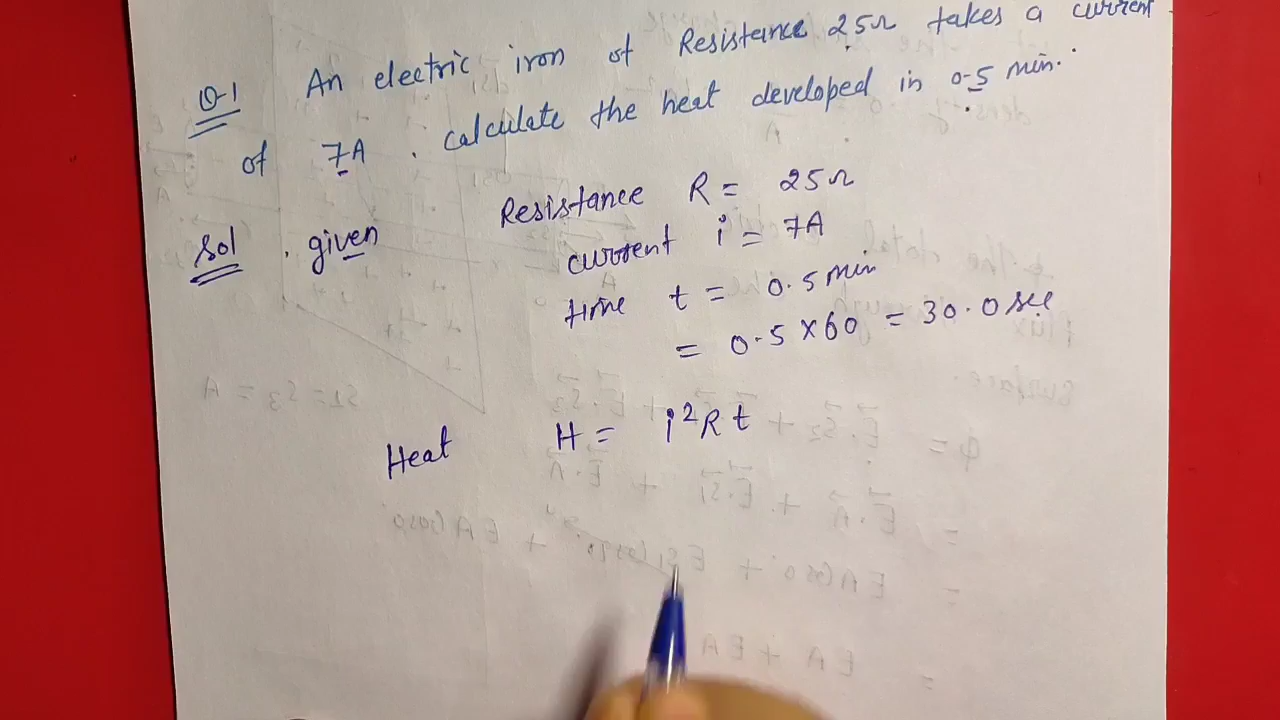 Q-1 An electric iron of Resistance 25Ω takes a current
of 7A. calculate the heat developed in 0.5 min.
Sol. given Resistance R = 25Ω
current i = 7A
time t = 0.5 min
= 0.5 × 60 = 30.0 sec
Heat H = i²Rt